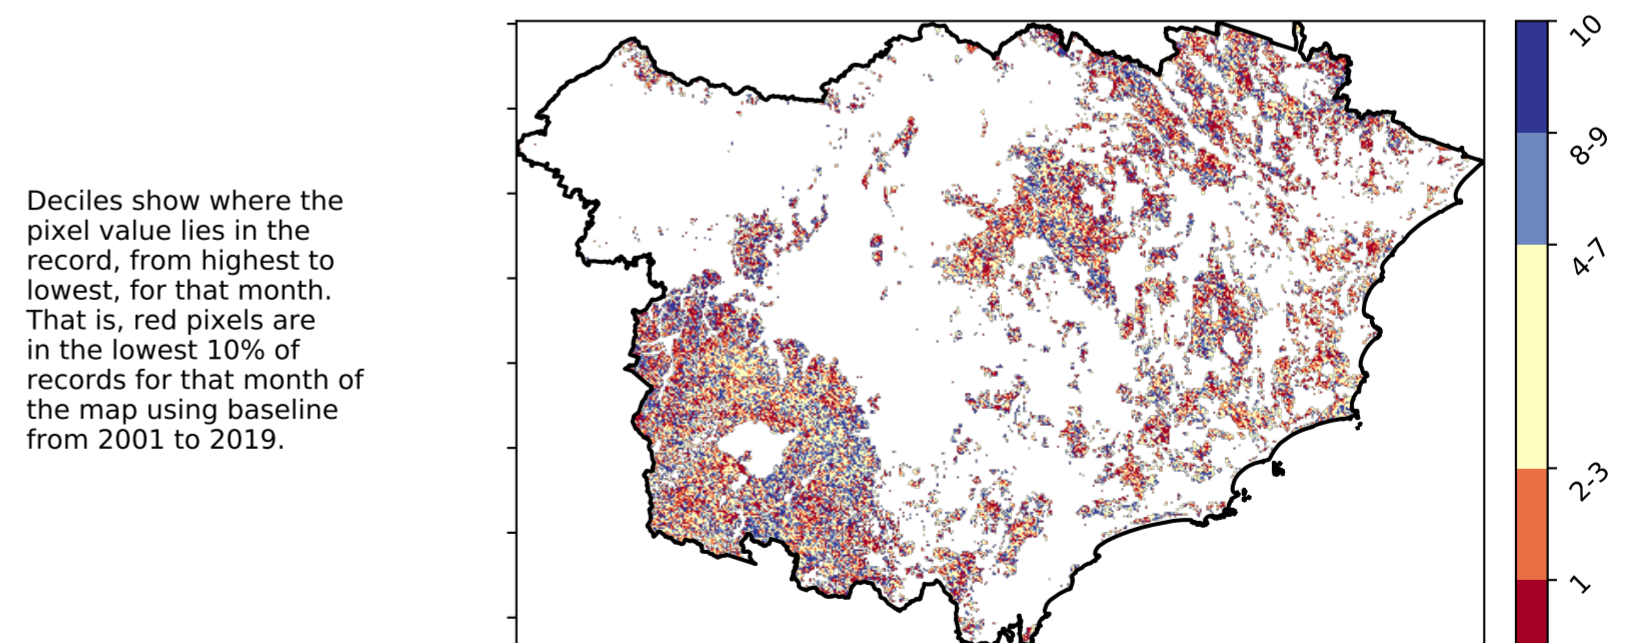 Deciles show where the
pixel value lies in the
record, from highest to
lowest, for that month.
That is, red pixels are
in the lowest 10% of
records for that month of
the map using baseline
from 2001 to 2019.
10
8-9
4-7
2-3
1